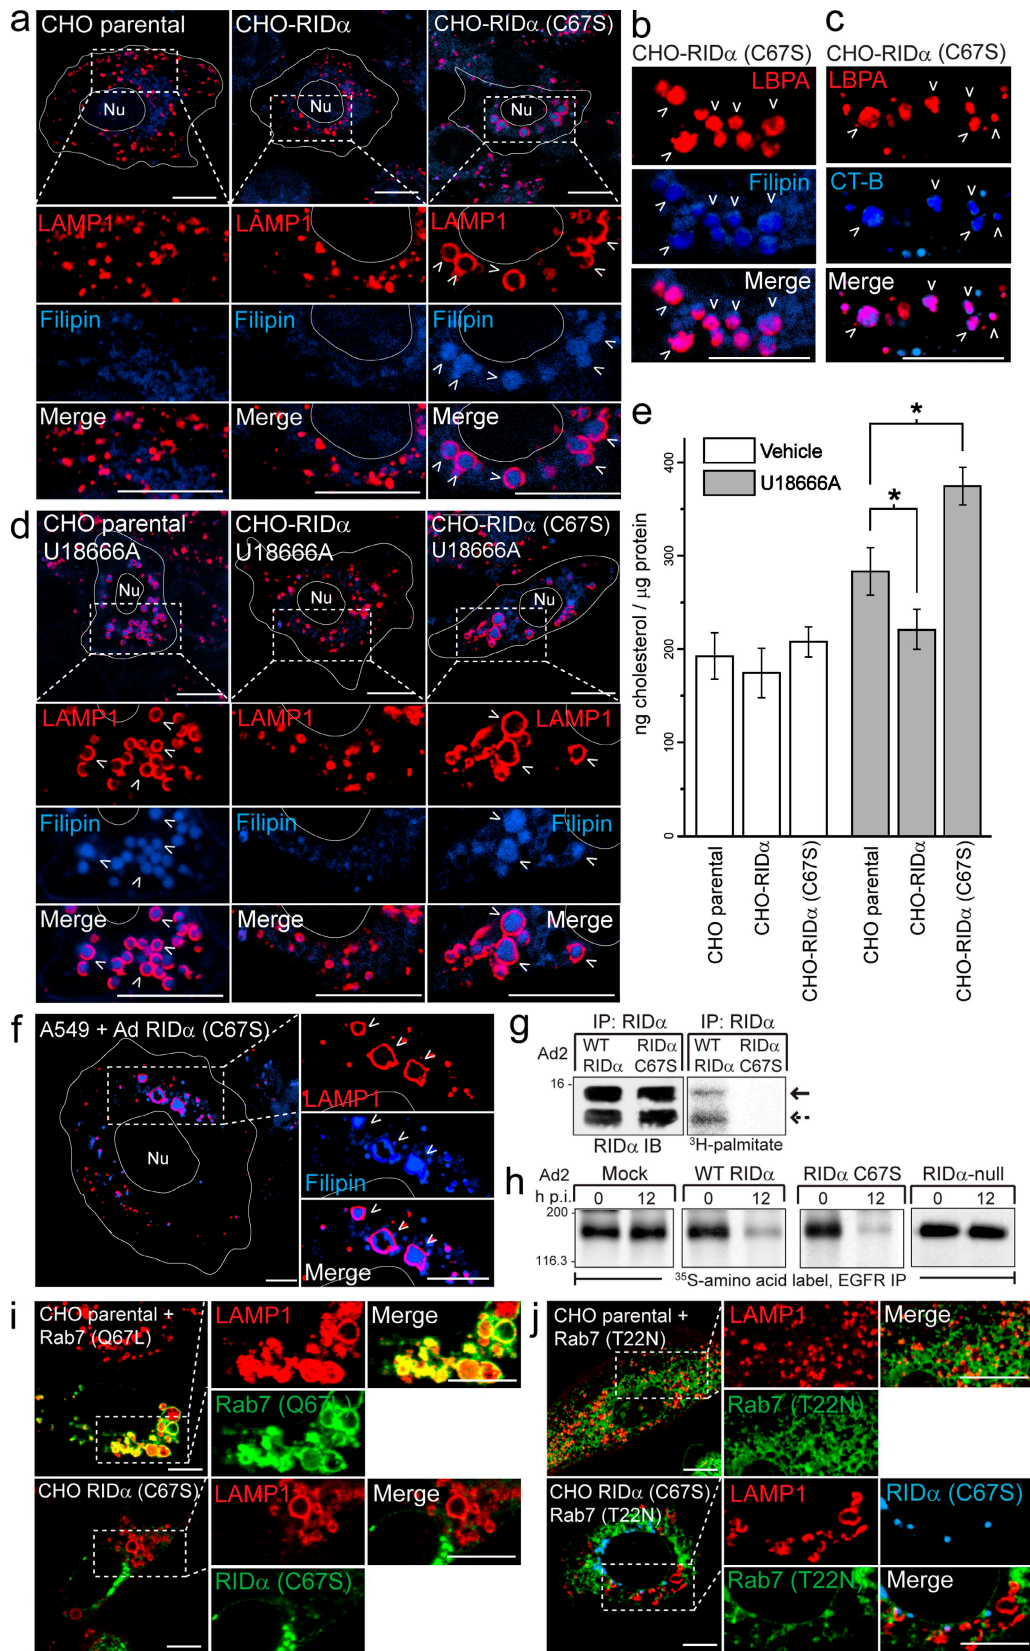 a
CHO parental
CHO-RIDα
CHO-RIDα (C67S)
Nu
Nu
Nu
LAMP1
LAMP1
LAMP1
Filipin
Filipin
Filipin
Merge
Merge
Merge
b
CHO-RIDα (C67S)
LBPA
Filipin
Merge
c
CHO-RIDα (C67S)
LBPA
CT-B
Merge
d
CHO parental
U18666A
CHO-RIDα
U18666A
CHO-RIDα (C67S)
U18666A
Nu
Nu
Nu
LAMP1
LAMP1
LAMP1
Filipin
Filipin
Filipin
Merge
Merge
Merge
e
Vehicle
U18666A
*
*
ng cholesterol / µg protein
400
300
200
100
0
CHO parental
CHO-RIDα
CHO-RIDα (C67S)
CHO parental
CHO-RIDα
CHO-RIDα (C67S)
f
A549 + Ad RIDα (C67S)
Nu
LAMP1
Filipin
Merge
g
IP: RIDα
IP: RIDα
Ad2
WT RIDα
RIDα C67S
WT RIDα
RIDα C67S
16
RIDα IB
³H-palmitate
h
Ad2
Mock
WT RIDα
RIDα C67S
RIDα-null
h p.i.
0 12
0 12
0 12
0 12
200
116.3
³⁵S-amino acid label, EGFR IP
i
CHO parental +
Rab7 (Q67L)
LAMP1
Merge
Rab7 (Q67L)
CHO RIDα (C67S)
LAMP1
Merge
RIDα (C67S)
j
CHO parental +
Rab7 (T22N)
LAMP1
Merge
Rab7 (T22N)
CHO RIDα (C67S)
Rab7 (T22N)
LAMP1
RIDα (C67S)
Rab7 (T22N)
Merge